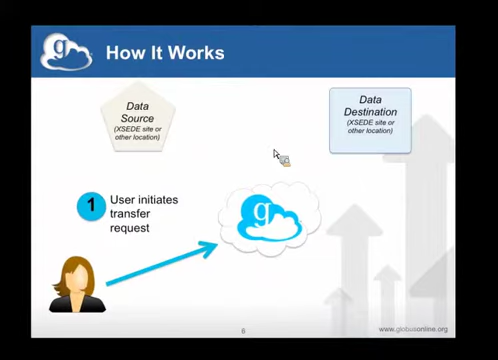 g
How It Works
Data
Source
(XSEDE site or
other location)
Data
Destination
(XSEDE site or
other location)
1
User initiates
transfer
request
g
6
www.globusonline.org